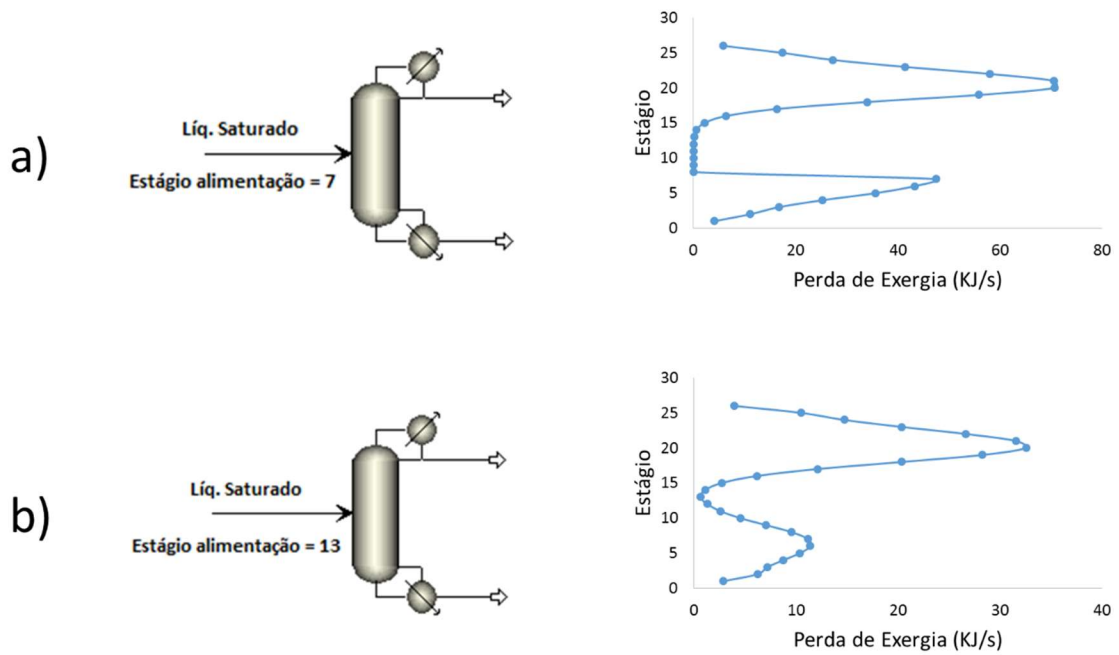 a)
Líq. Saturado
Estágio alimentação = 7
Estágio
30
25
20
15
10
5
0
0 20 40 60 80
Perda de Exergia (KJ/s)
b)
Líq. Saturado
Estágio alimentação = 13
Estágio
30
25
20
15
10
5
0
0 10 20 30 40
Perda de Exergia (KJ/s)